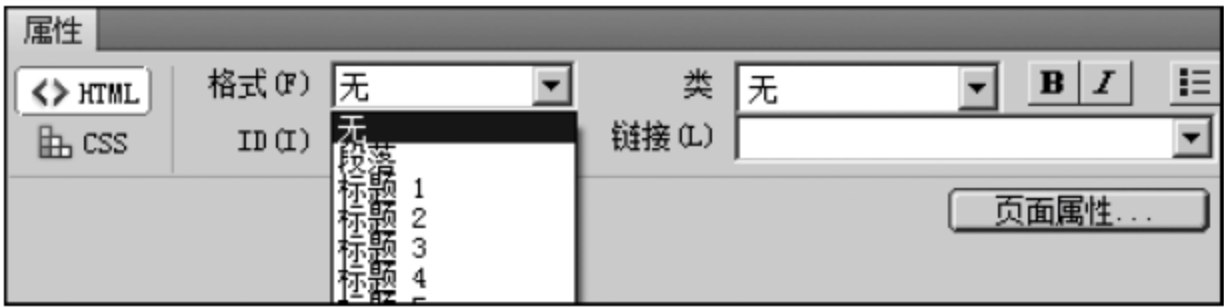 属性
HTML 格式(F) 无 类 无 B I
CSS ID(I) 链接(L)
无
段落
标题 1
标题 2
标题 3
标题 4
页面属性...